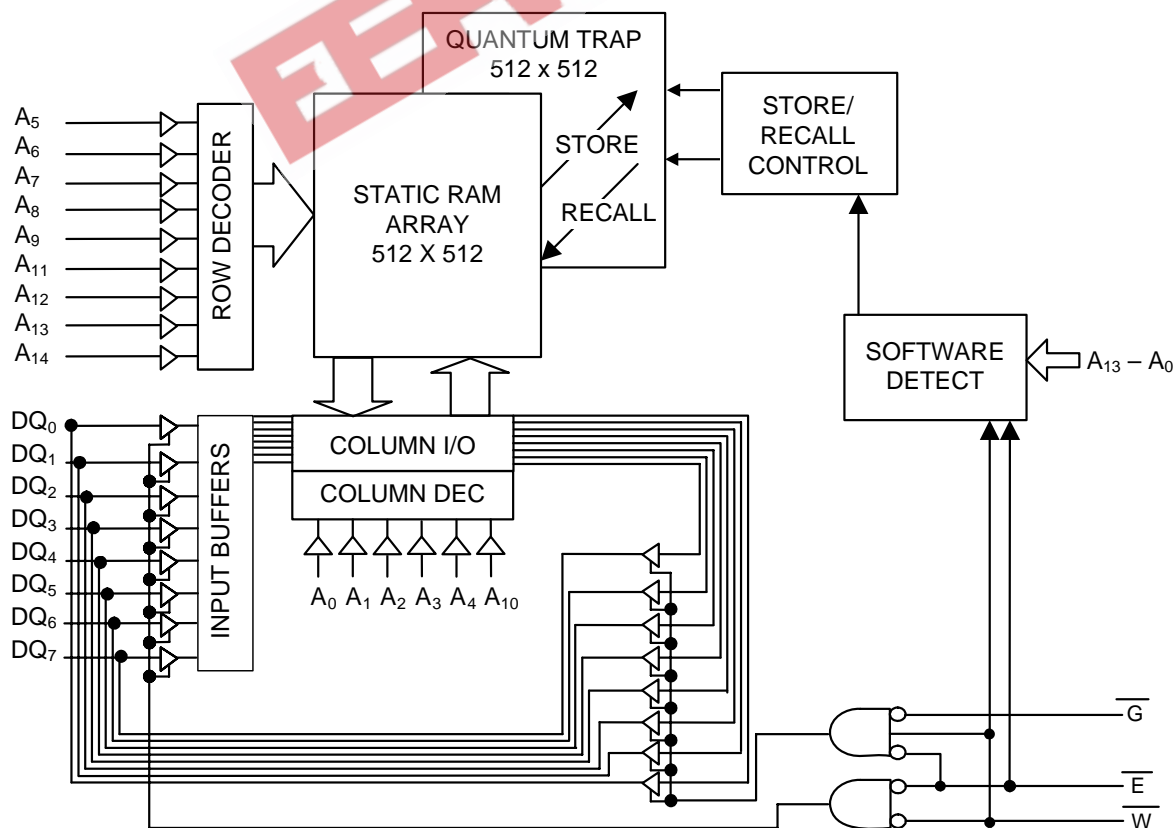 QUANTUM TRAP
512 x 512
STORE/
RECALL
CONTROL
STORE
RECALL
STATIC RAM
ARRAY
512 X 512
ROW DECODER
A5
A6
A7
A8
A9
A11
A12
A13
A14
SOFTWARE
DETECT
A13 – A0
DQ0
DQ1
DQ2
DQ3
DQ4
DQ5
DQ6
DQ7
INPUT BUFFERS
COLUMN I/O
COLUMN DEC
A0 A1 A2 A3 A4 A10
G
E
W